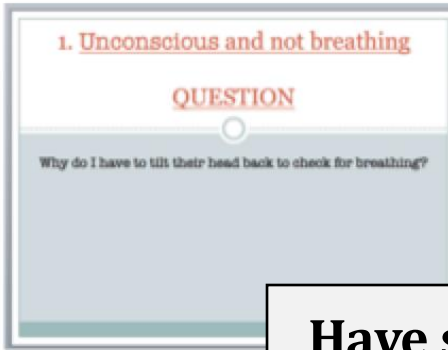 1. Unconscious and not breathing
QUESTION
Why do I have to tilt their head back to check for breathing?
Have